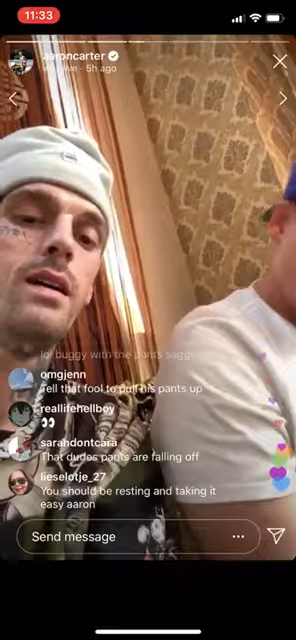 11:33
aaroncarter
5h ago
lol buggy with the pants sagg
omgjenn
Tell that fool to pull his pants up
reallifehellboy
👀
sarandontcara
That dudes pants are falling off
lieselotje_27
You should be resting and taking it
easy aaron
Send message